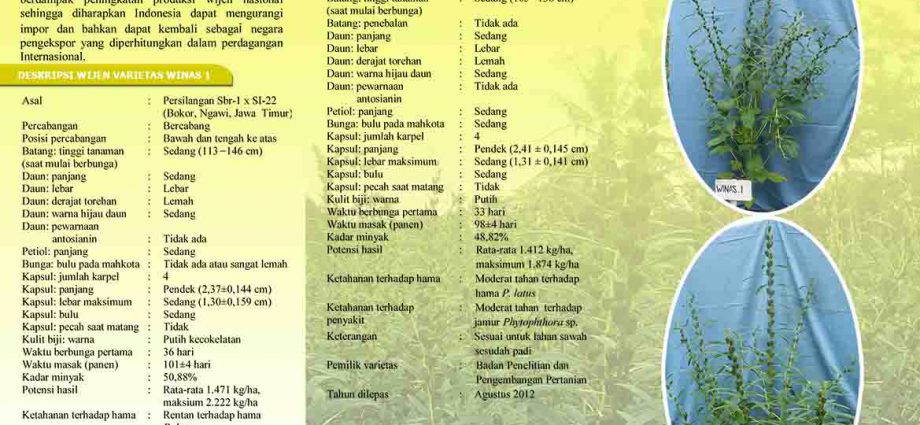 sehingga diharapkan Indonesia dapat mengurangi
impor dan bahkan dapat kembali sebagai negara
pengekspor yang diperhitungkan dalam perdagangan
Internasional.
DESKRIPSI WIJEN VARIETAS WINAS 1
Asal : Persilangan Sbr-1 x SI-22
(Bokor, Ngawi, Jawa Timur)
Percabangan : Bercabang
Posisi percabangan : Bawah dan tengah ke atas
Batang: tinggi tanaman : Sedang (113–146 cm)
(saat mulai berbunga)
Daun: panjang : Sedang
Daun: lebar : Lebar
Daun: derajat torehan : Lemah
Daun: warna hijau daun : Sedang
Daun: pewarnaan
antosianin : Tidak ada
Petiol: panjang : Sedang
Bunga: bulu pada mahkota : Tidak ada atau sangat lemah
Kapsul: jumlah karpel : 4
Kapsul: panjang : Pendek (2,37±0,144 cm)
Kapsul: lebar maksimum : Sedang (1,30±0,159 cm)
Kapsul: bulu : Sedang
Kapsul: pecah saat matang : Tidak
Kulit biji: warna : Putih kecokelatan
Waktu berbunga pertama : 36 hari
Waktu masak (panen) : 101±4 hari
Kadar minyak : 50,88%
Potensi hasil : Rata-rata 1.471 kg/ha,
maksium 2.222 kg/ha
Ketahanan terhadap hama : Rentan terhadap hama
(saat mulai berbunga)
Batang: penebalan : Tidak ada
Daun: panjang : Sedang
Daun: lebar : Lebar
Daun: derajat torehan : Lemah
Daun: warna hijau daun : Sedang
Daun: pewarnaan : Tidak ada
antosianin
Petiol: panjang : Sedang
Bunga: bulu pada mahkota : Sedang
Kapsul: jumlah karpel : 4
Kapsul: panjang : Pendek (2,41 ± 0,145 cm)
Kapsul: lebar maksimum : Sedang (1,31 ± 0,141 cm)
Kapsul: bulu : Sedang
Kapsul: pecah saat matang : Tidak
Kulit biji: warna : Putih
Waktu berbunga pertama : 33 hari
Waktu masak (panen) : 98±4 hari
Kadar minyak : 48,82%
Potensi hasil : Rata-rata 1.412 kg/ha,
maksimum 1.874 kg/ha
Ketahanan terhadap hama : Moderat tahan terhadap
hama P. latus
Ketahanan terhadap : Moderat tahan terhadap
penyakit jamur Phytophthora sp.
Keterangan : Sesuai untuk lahan sawah
sesudah padi
Pemilik varietas : Badan Penelitian dan
Pengembangan Pertanian
Tahun dilepas : Agustus 2012
WINAS.1